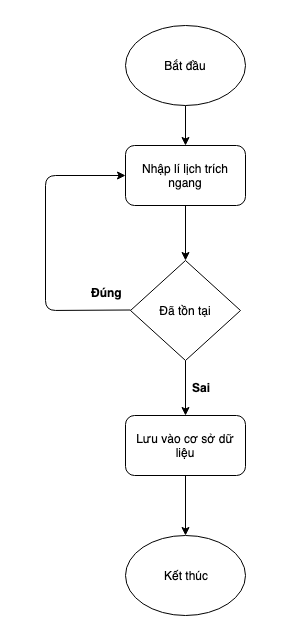 Bắt đầu
Nhập lí lịch trích
ngang
Đúng
Đã tồn tại
Sai
Lưu vào cơ sở dữ
liệu
Kết thúc